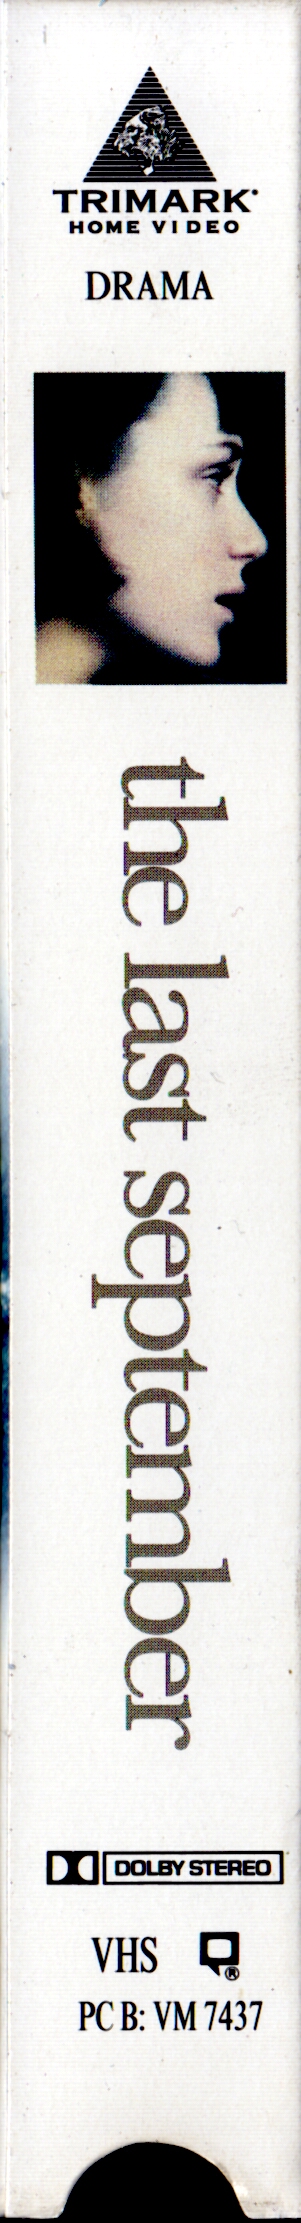 TRIMARK
HOME VIDEO
DRAMA
the last september
DOLBY STEREO
VHS ®
PC B: VM 7437